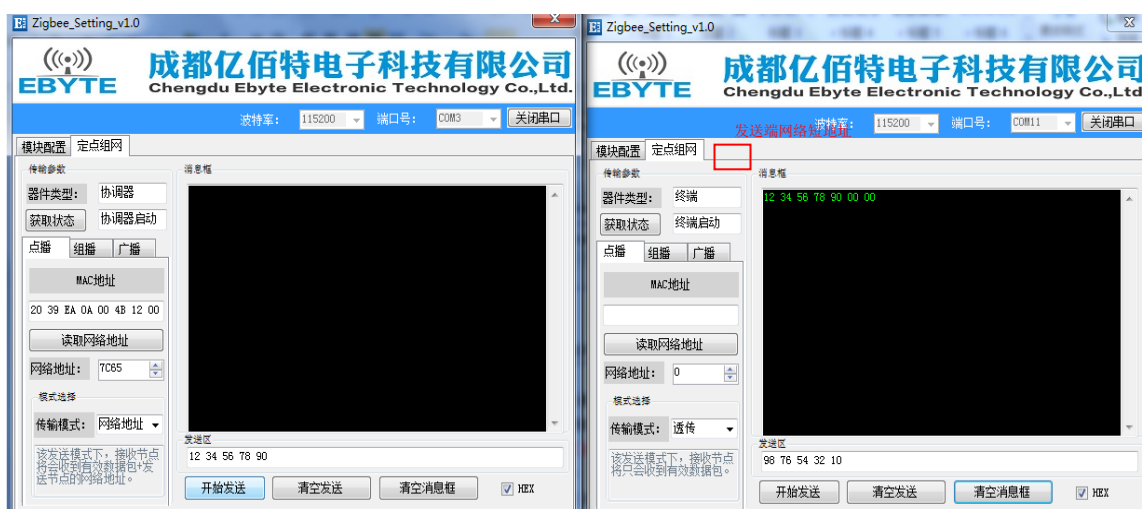 Zigbee_Setting_v1.0
EBYTE
成都亿佰特电子科技有限公司
Chengdu Ebyte Electronic Technology Co.,Ltd.
波特率: 115200 端口号: COM3 关闭串口
模块配置 定点组网
传输参数
器件类型: 协调器
获取状态 协调器启动
点播 组播 广播
MAC地址
20 39 EA 0A 00 4B 12 00
读取网络地址
网络地址: 7C65
模式选择
传输模式: 网络地址
该发送模式下，接收节点
将会收到有效数据包+发
送节点的网络地址。
消息框
发送区
12 34 56 78 90
开始发送 清空发送 清空消息框 HEX
Zigbee_Setting_v1.0
EBYTE
成都亿佰特电子科技有限公司
Chengdu Ebyte Electronic Technology Co.,Ltd
发送端网络短地址
波特率: 115200 端口号: COM11 关闭串口
模块配置 定点组网
传输参数
器件类型: 终端
获取状态 终端启动
点播 组播 广播
MAC地址
读取网络地址
网络地址: 0
模式选择
传输模式: 透传
该发送模式下，接收节点
将只会收到有效数据包。
消息框
12 34 56 78 90 00 00
发送区
98 76 54 32 10
开始发送 清空发送 清空消息框 HEX